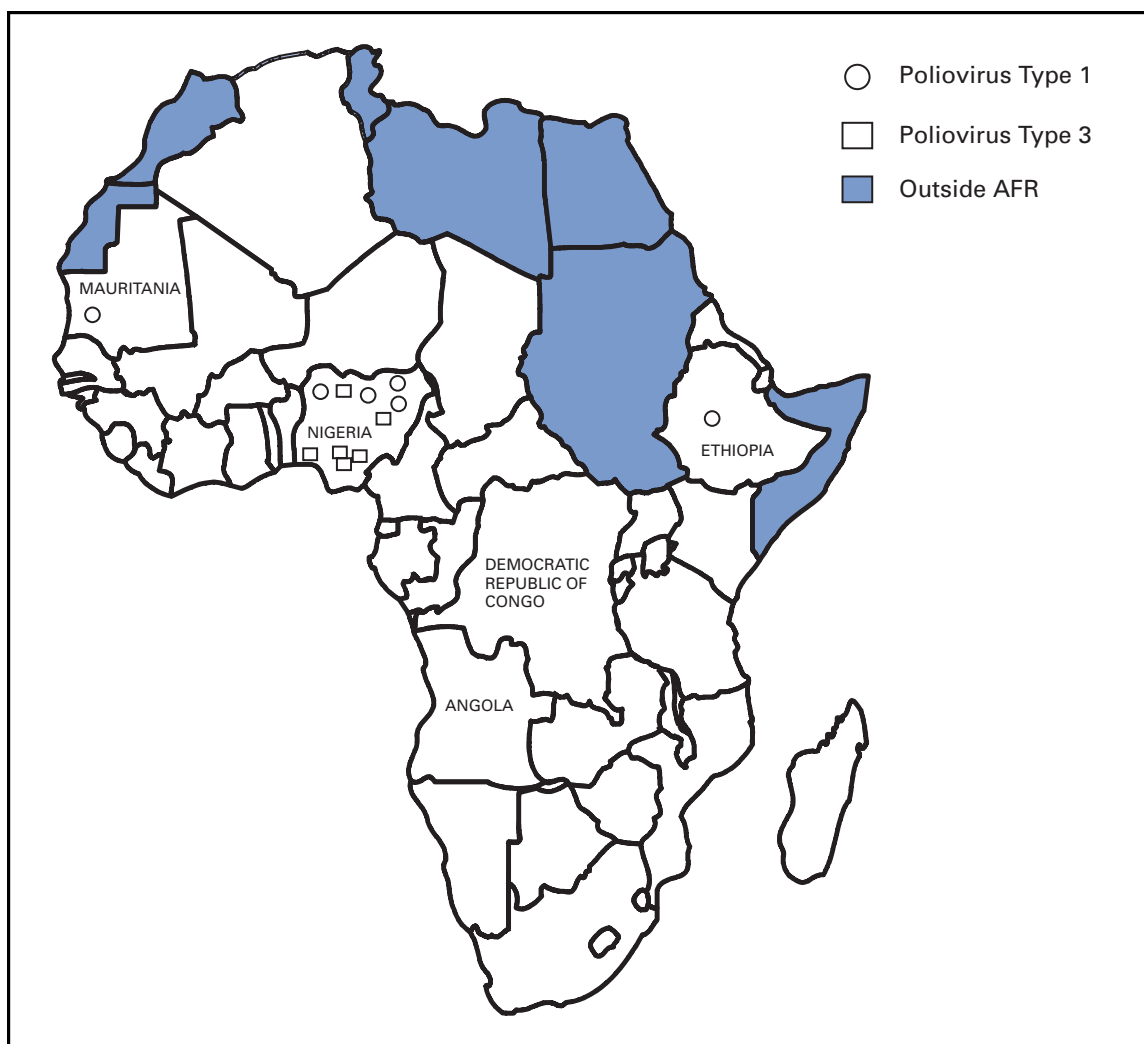 Poliovirus Type 1
Poliovirus Type 3
Outside AFR
MAURITANIA
NIGERIA
ETHIOPIA
DEMOCRATIC
REPUBLIC OF
CONGO
ANGOLA